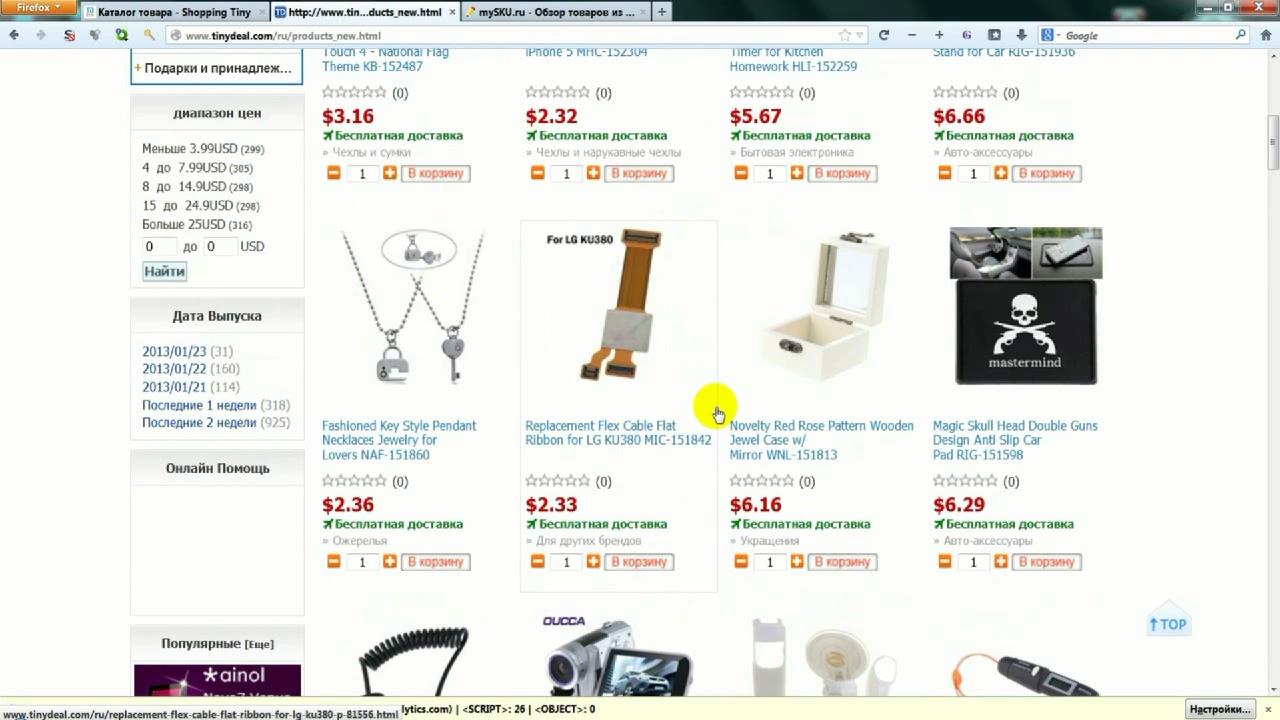 Firefox
Каталог товара - Shopping Tiny
http://www.tin...ducts_new.html
mySKU.ru - Обзор товаров из ...
www.tinydeal.com/ru/products_new.html
Google
+ Подарки и принадлеж...
диапазон цен
Меньше 3.99USD (299)
4 до 7.99USD (305)
8 до 14.9USD (298)
15 до 24.9USD (298)
Больше 25USD (316)
0 до 0 USD
Найти
Дата Выпуска
2013/01/23 (31)
2013/01/22 (160)
2013/01/21 (114)
Последние 1 недели (318)
Последние 2 недели (925)
Онлайн Помощь
Популярные [Еще]
ainol
Touch 4 - National Flag
Theme KB-152487
(0)
$3.16
Бесплатная доставка
» Чехлы и сумки
1 В корзину
iPhone 5 MHC-152304
(0)
$2.32
Бесплатная доставка
» Чехлы и нарукавные чехлы
1 В корзину
Timer for Kitchen
Homework HLI-152259
(0)
$5.67
Бесплатная доставка
» Бытовая электроника
1 В корзину
Stand for Car RIG-151936
(0)
$6.66
Бесплатная доставка
» Авто-аксессуары
1 В корзину
Fashioned Key Style Pendant
Necklaces Jewelry for
Lovers NAF-151860
(0)
$2.36
Бесплатная доставка
» Ожерелья
1 В корзину
For LG KU380
Replacement Flex Cable Flat
Ribbon for LG KU380 MIC-151842
(0)
$2.33
Бесплатная доставка
» Для других брендов
1 В корзину
Novelty Red Rose Pattern Wooden
Jewel Case w/
Mirror WNL-151813
(0)
$6.16
Бесплатная доставка
» Укращения
1 В корзину
mastermind
Magic Skull Head Double Guns
Design Anti Slip Car
Pad RIG-151598
(0)
$6.29
Бесплатная доставка
» Авто-аксессуары
1 В корзину
OUCCA
TOP
www.tinydeal.com/ru/replacement-flex-cable-flat-ribbon-for-lg-ku380-p-81556.html
lytics.com) | <SCRIPT>: 26 | <OBJECT>: 0
Настройки...